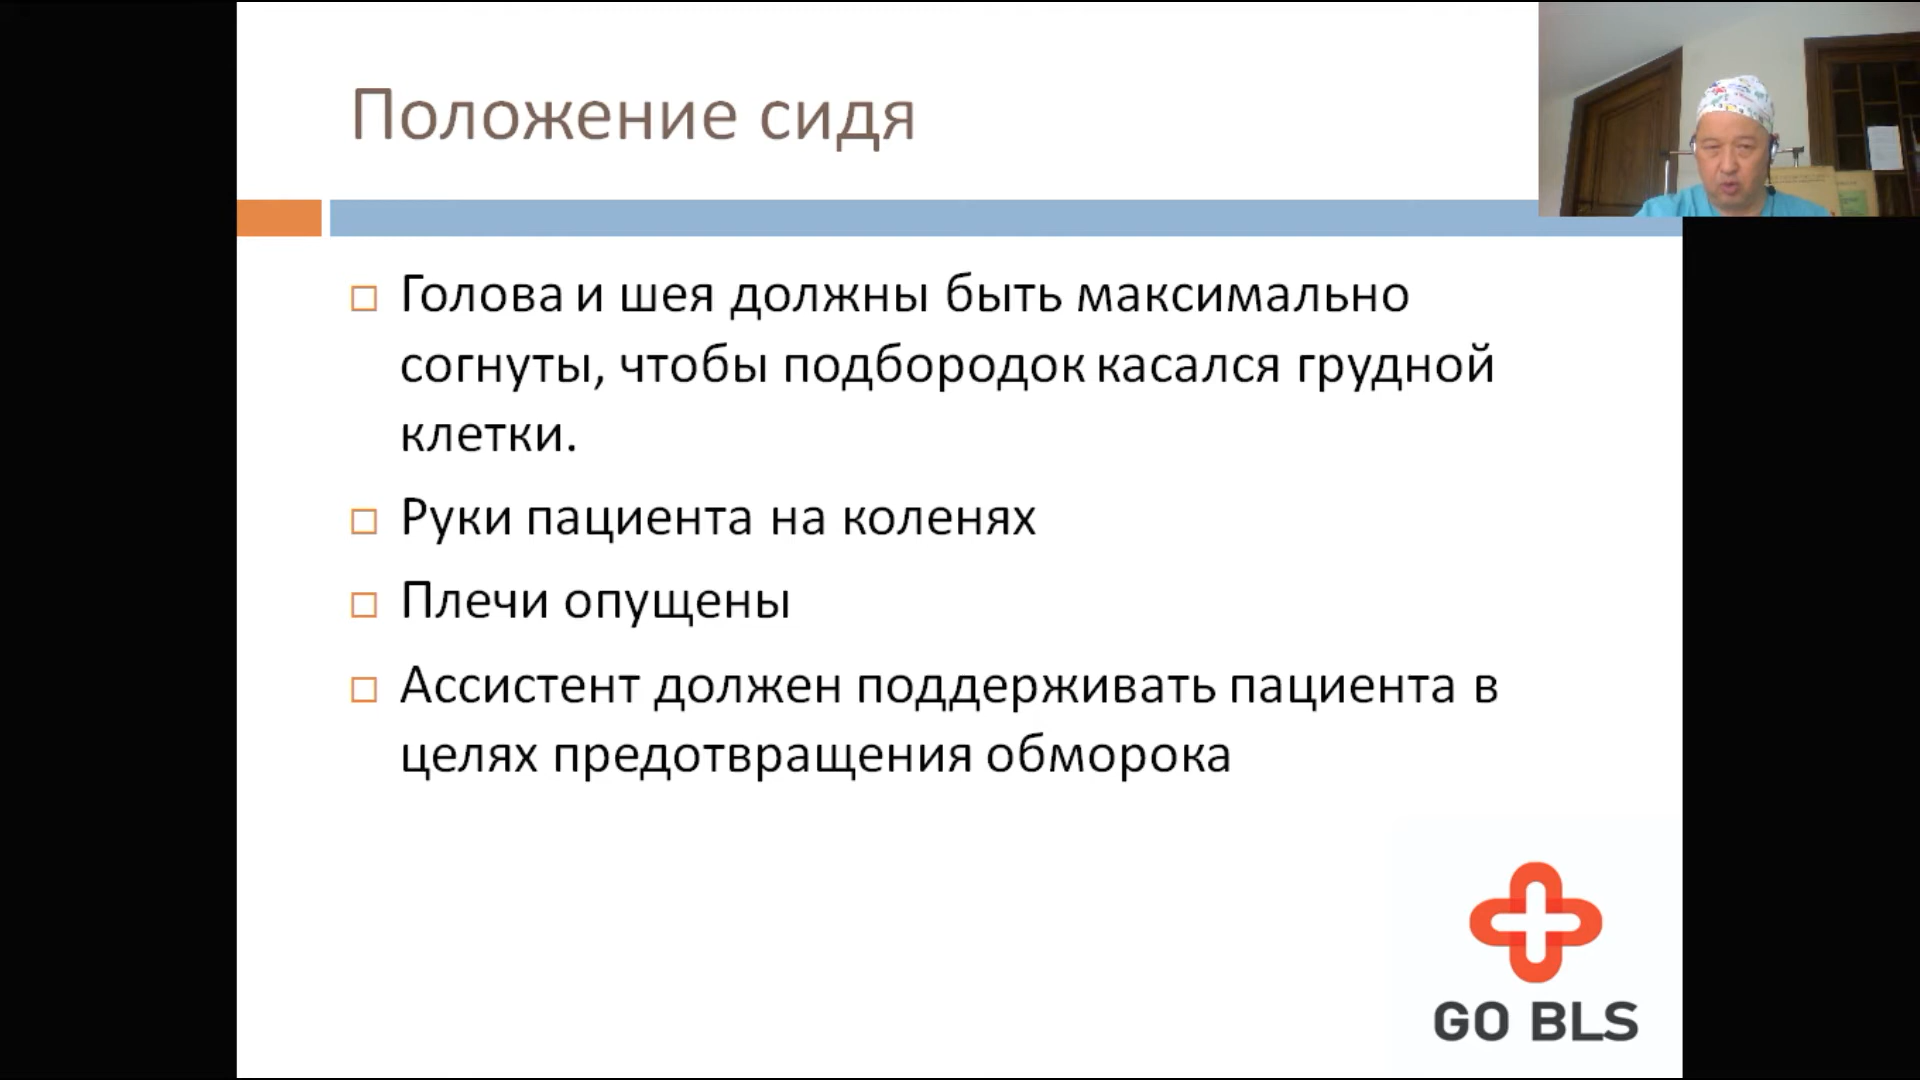 Положение сидя
Голова и шея должны быть максимально
согнуты, чтобы подбородок касался грудной
клетки.
Руки пациента на коленях
Плечи опущены
Ассистент должен поддерживать пациента в
целях предотвращения обморока
GO BLS